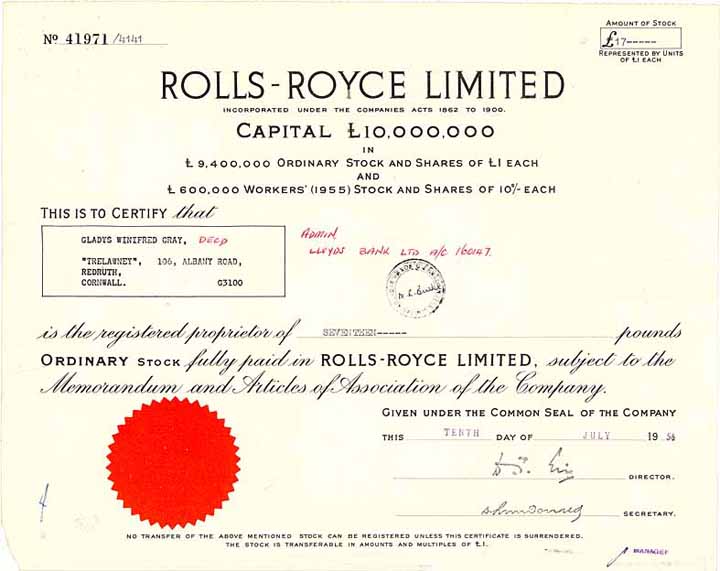 AMOUNT OF STOCK
£17-----
REPRESENTED BY UNITS
OF £1 EACH
No 41971 /4141
ROLLS-ROYCE LIMITED
INCORPORATED UNDER THE COMPANIES ACTS 1862 TO 1900.
CAPITAL £10,000,000
IN
£9,400,000 ORDINARY STOCK AND SHARES OF £1 EACH
AND
£600,000 WORKERS' (1955) STOCK AND SHARES OF 10/- EACH
THIS IS TO CERTIFY that
GLADYS WINIFRED GRAY, DECD
"TRELAWNEY", 106, ALBANY ROAD,
REDRUTH,
CORNWALL. G3100
ADMIN,
LLOYDS BANK LTD A/C 160147.
is the registered proprietor of SEVENTEEN----- pounds
ORDINARY STOCK fully paid in ROLLS-ROYCE LIMITED, subject to the
Memorandum and Articles of Association of the Company.
GIVEN UNDER THE COMMON SEAL OF THE COMPANY
THIS TENTH DAY OF JULY 1956
DIRECTOR.
SECRETARY.
NO TRANSFER OF THE ABOVE MENTIONED STOCK CAN BE REGISTERED UNLESS THIS CERTIFICATE IS SURRENDERED.
THE STOCK IS TRANSFERABLE IN AMOUNTS AND MULTIPLES OF £1.
MANAGER